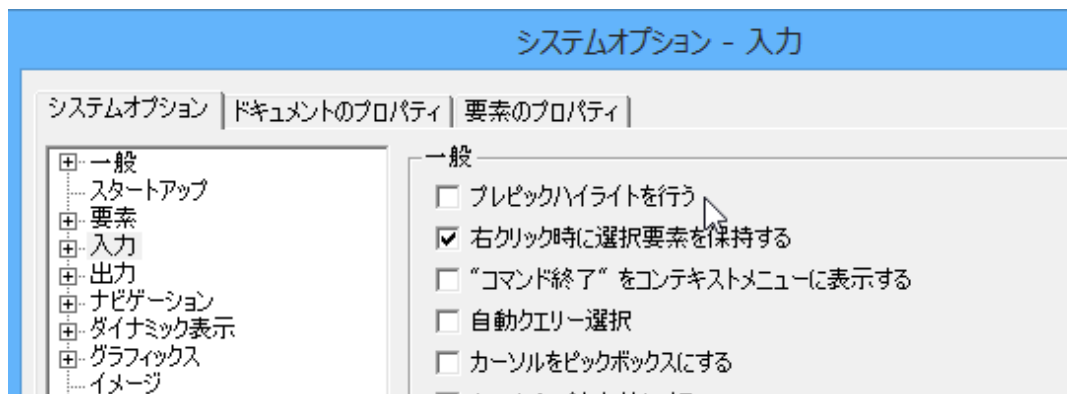 システムオプション - 入力
システムオプション
ドキュメントのプロパティ
要素のプロパティ
一般
スタートアップ
要素
入力
出力
ナビゲーション
ダイナミック表示
グラフィックス
イメージ
一般
プレピックハイライトを行う
右クリック時に選択要素を保持する
“コマンド終了” をコンテキストメニューに表示する
自動クエリー選択
カーソルをピックボックスにする